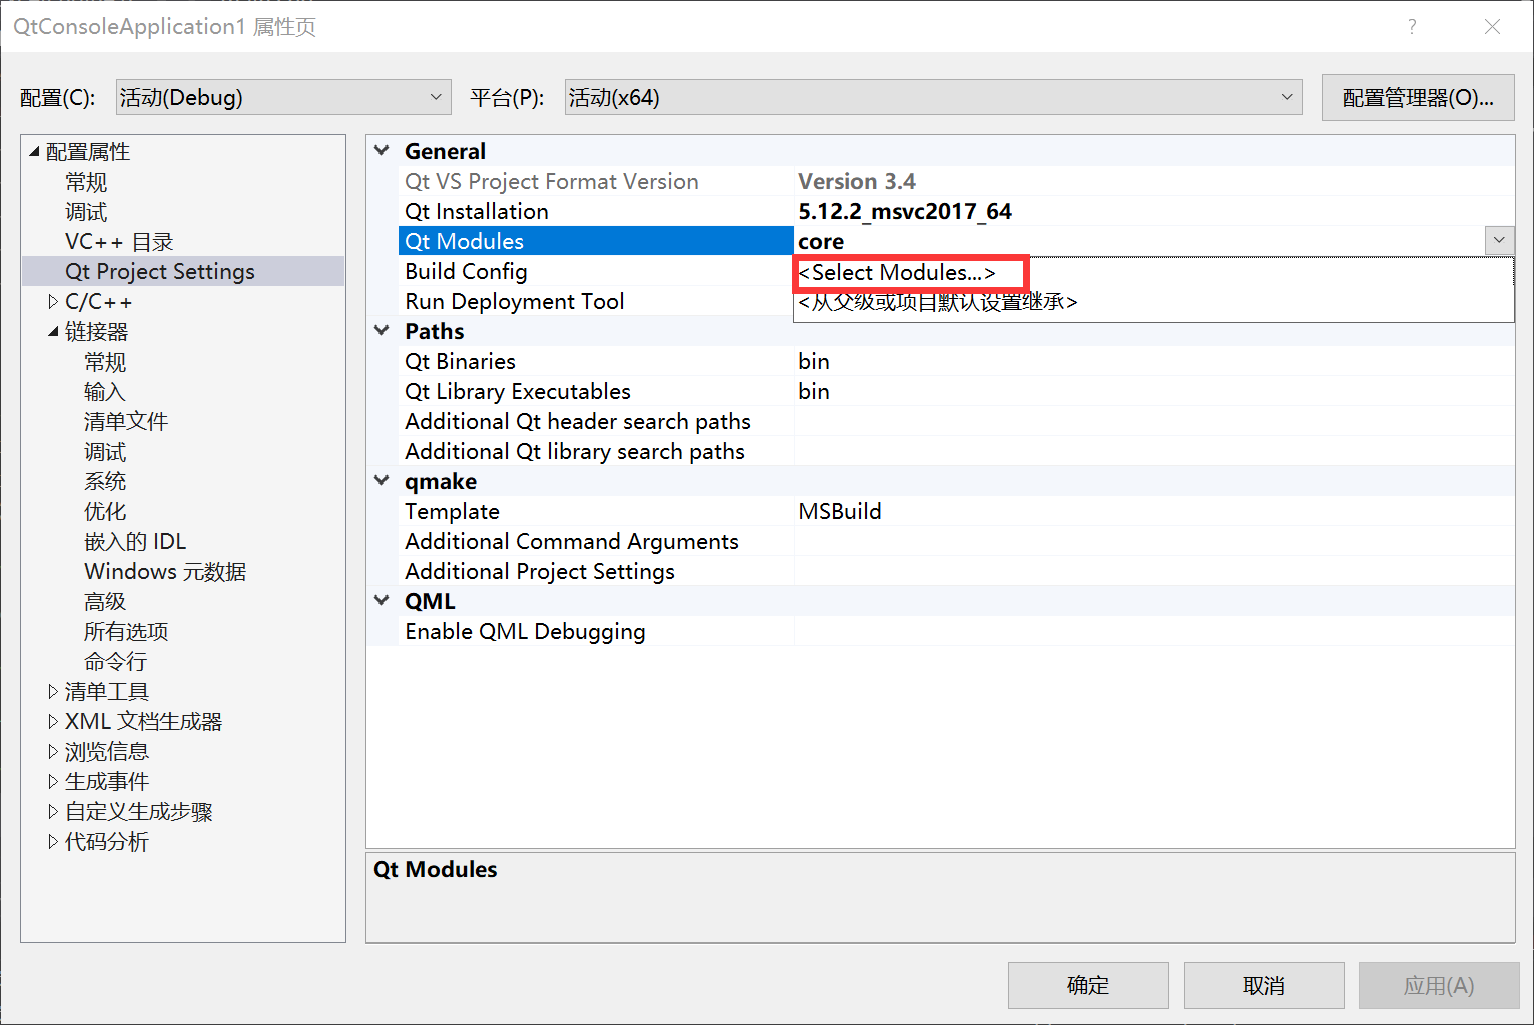 QtConsoleApplication1 属性页
?
配置(C): 活动(Debug) 平台(P): 活动(x64) 配置管理器(O)...
配置属性
常规
调试
VC++ 目录
Qt Project Settings
C/C++
链接器
常规
输入
清单文件
调试
系统
优化
嵌入的 IDL
Windows 元数据
高级
所有选项
命令行
清单工具
XML 文档生成器
浏览信息
生成事件
自定义生成步骤
代码分析
General
Qt VS Project Format Version Version 3.4
Qt Installation 5.12.2_msvc2017_64
Qt Modules core
Build Config <Select Modules...>
Run Deployment Tool <从父级或项目默认设置继承>
Paths
Qt Binaries bin
Qt Library Executables bin
Additional Qt header search paths
Additional Qt library search paths
qmake
Template MSBuild
Additional Command Arguments
Additional Project Settings
QML
Enable QML Debugging
Qt Modules
确定 取消 应用(A)